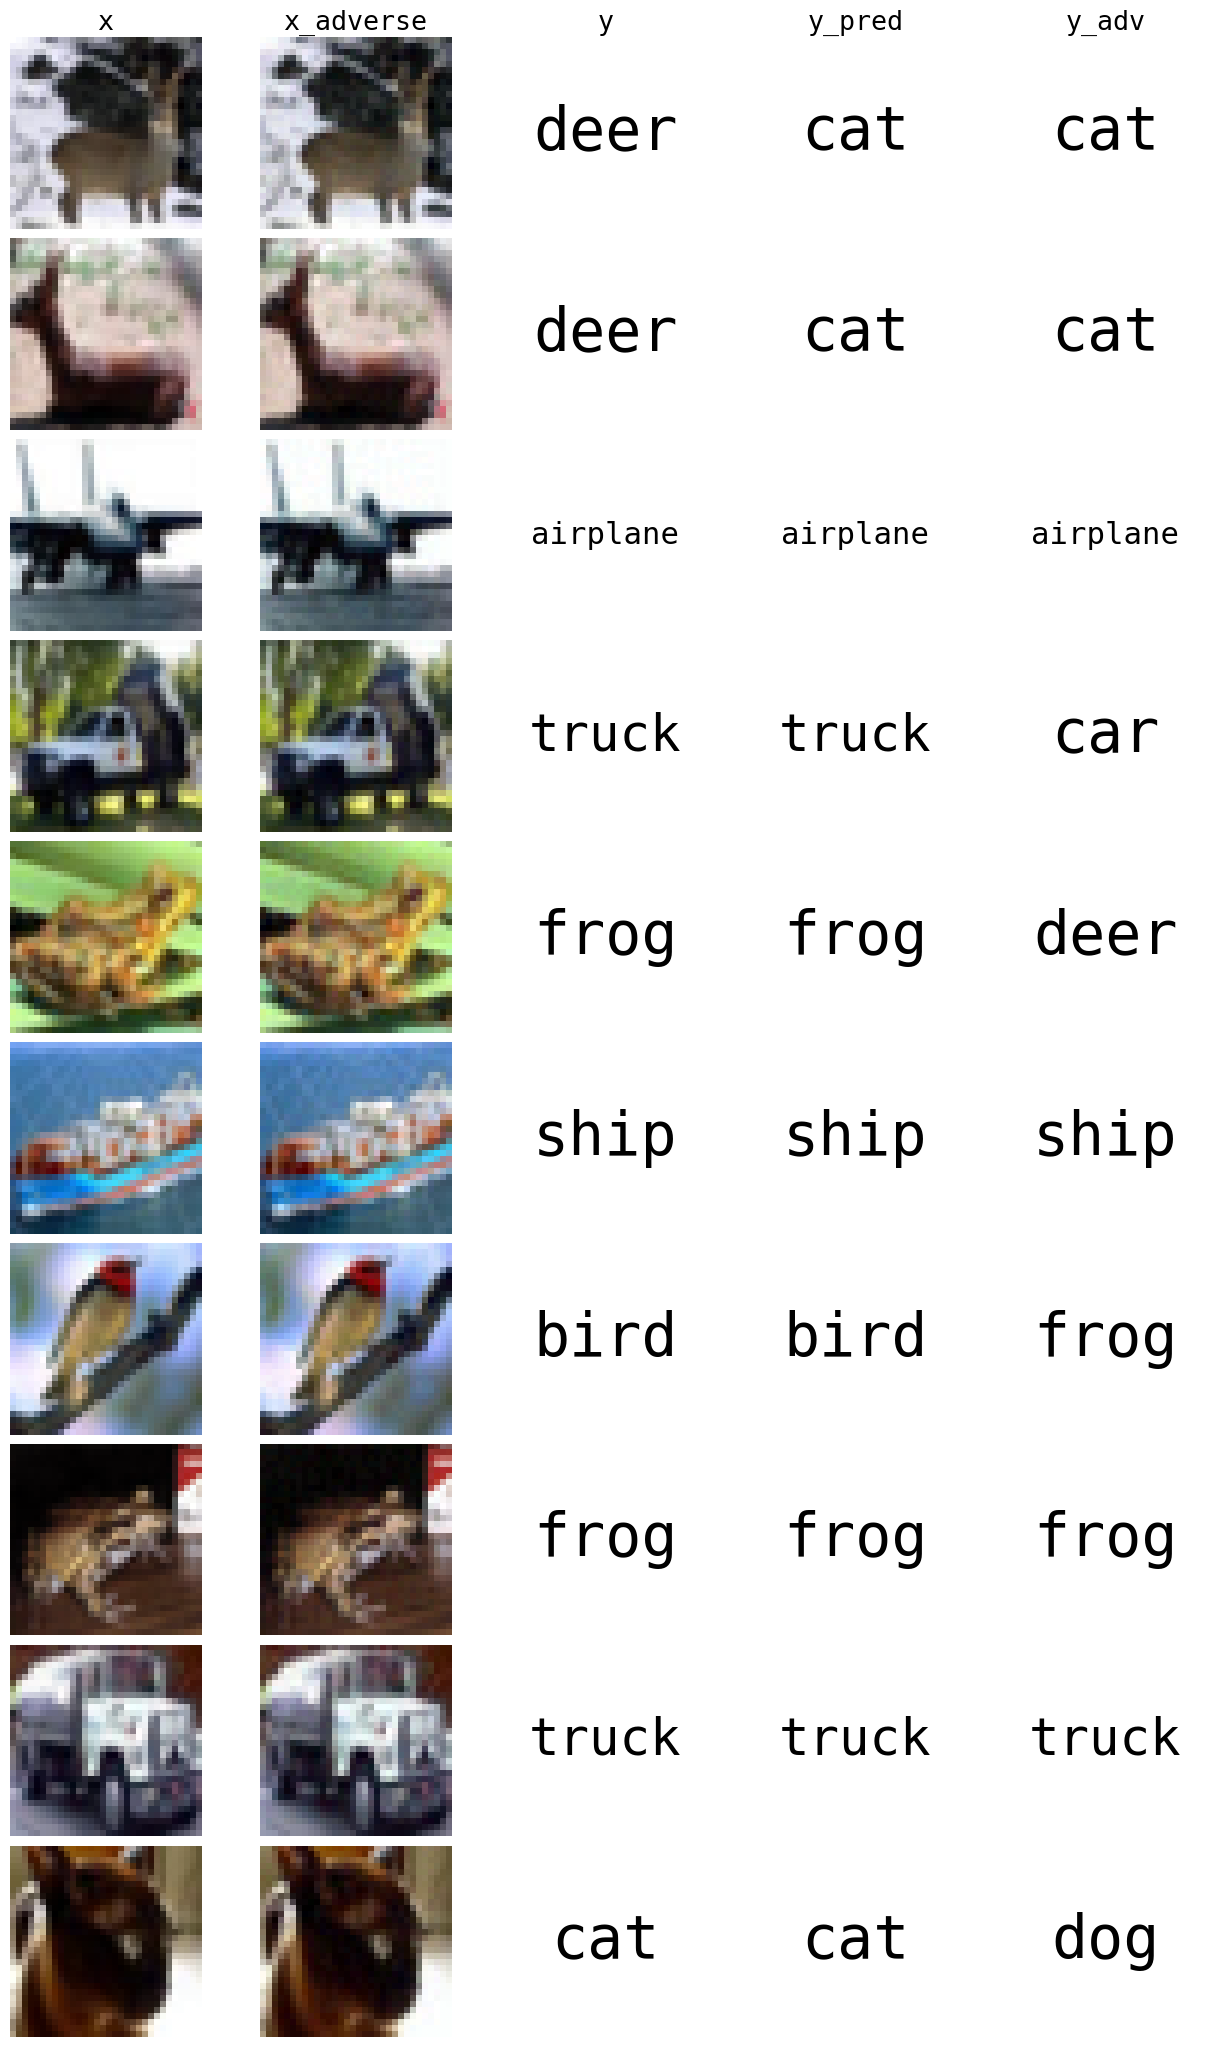 x x_adverse y y_pred y_adv
deer cat cat
deer cat cat
airplane airplane airplane
truck truck car
frog frog deer
ship ship ship
bird bird frog
frog frog frog
truck truck truck
cat cat dog